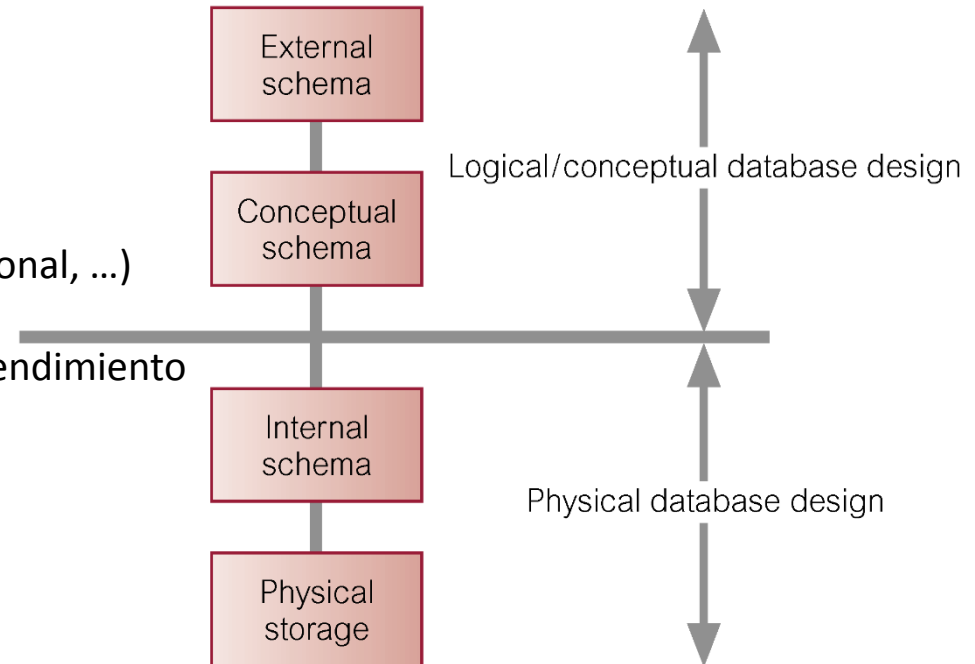 External
schema
Logical/conceptual database design
Conceptual
schema
onal, …)
endimiento
Internal
schema
Physical database design
Physical
storage